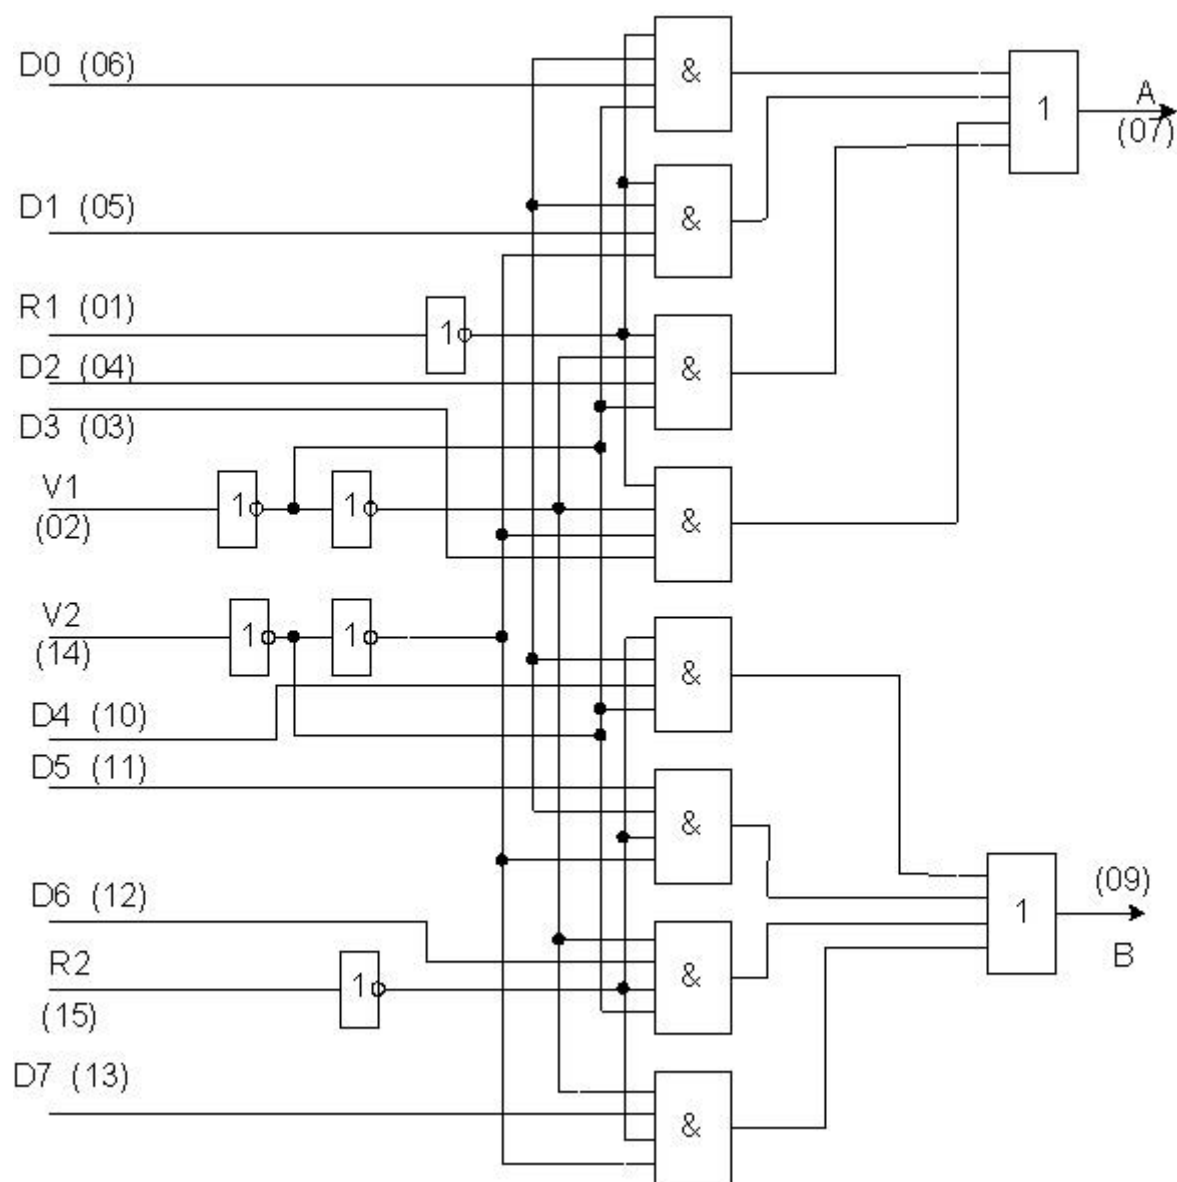 D0 (06)
&
A
1
(07)
D1 (05)
&
R1 (01)
1
D2 (04)
&
D3 (03)
V1
1
1
(02)
&
V2
1
1
(14)
&
D4 (10)
D5 (11)
&
D6 (12)
(09)
1
B
R2
1
&
(15)
D7 (13)
&